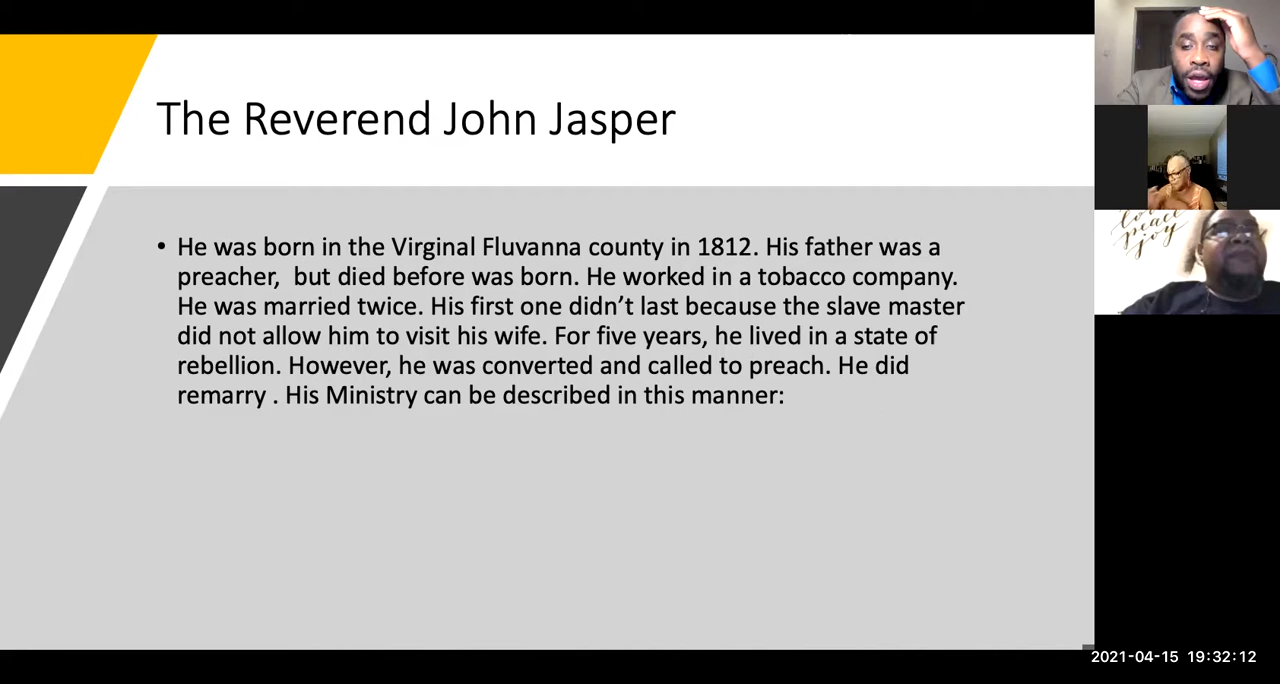 The Reverend John Jasper
• He was born in the Virginal Fluvanna county in 1812. His father was a
preacher,  but died before was born. He worked in a tobacco company.
He was married twice. His first one didn’t last because the slave master
did not allow him to visit his wife. For five years, he lived in a state of
rebellion. However, he was converted and called to preach. He did
remarry . His Ministry can be described in this manner:
love
peace
joy
2021-04-15 19:32:12